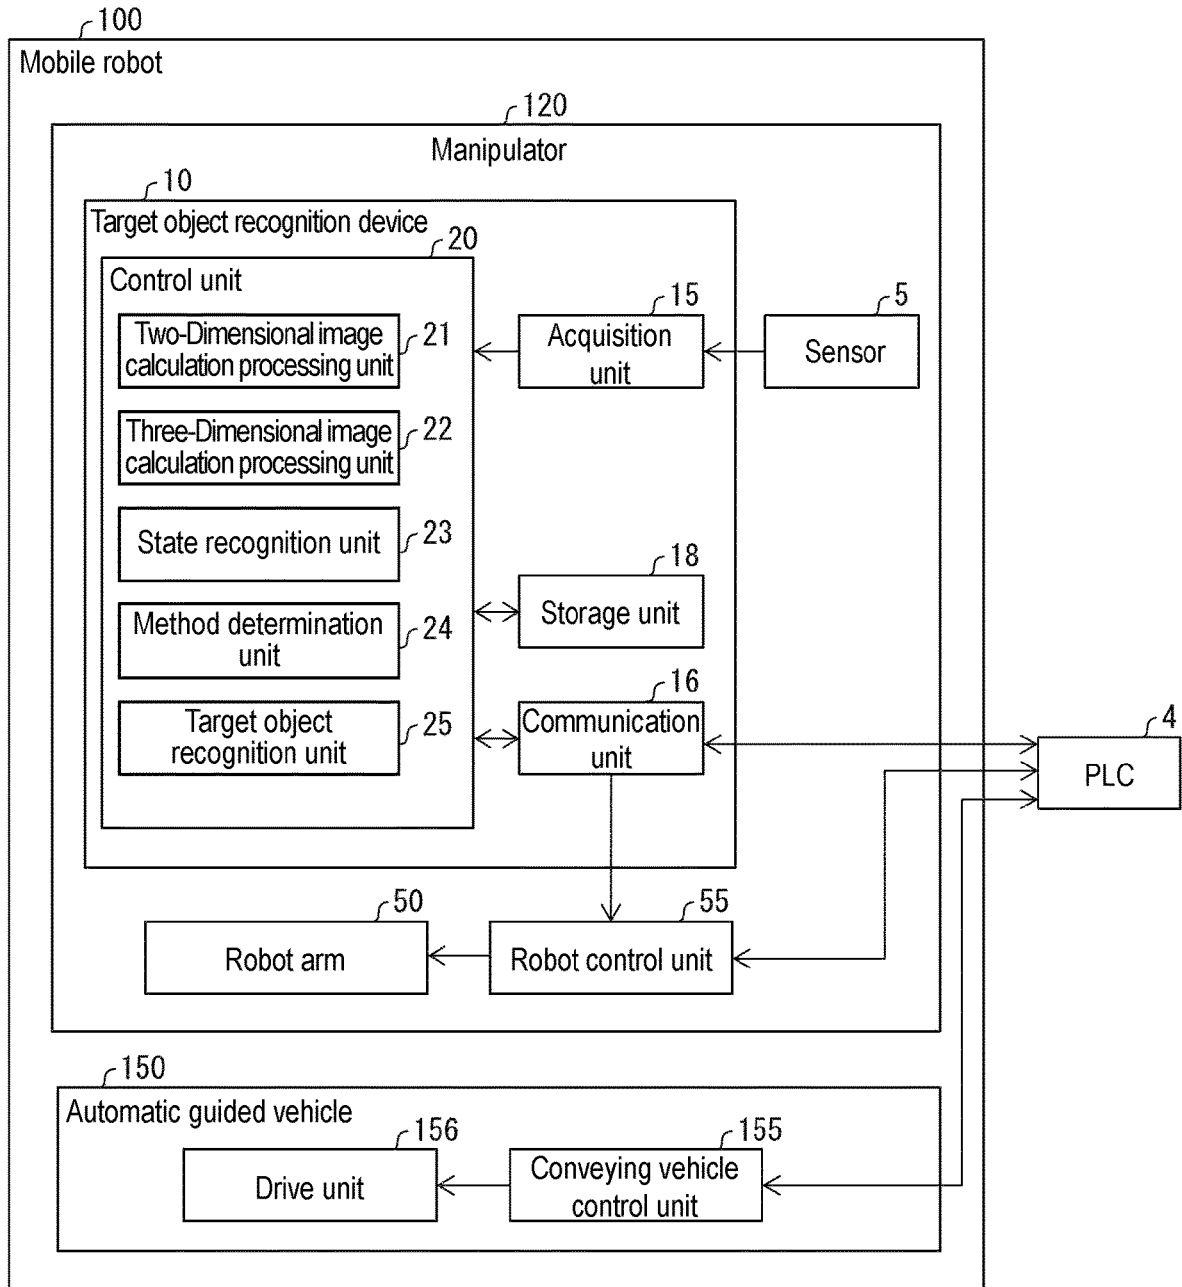 100
Mobile robot
120
Manipulator
10
Target object recognition device
20
Control unit
Two-Dimensional image
calculation processing unit
21
15
Acquisition
unit
5
Sensor
Three-Dimensional image
calculation processing unit
22
State recognition unit
23
18
Storage unit
Method determination
unit
24
16
Communication
unit
Target object
recognition unit
25
4
PLC
50
Robot arm
55
Robot control unit
150
Automatic guided vehicle
156
Drive unit
155
Conveying vehicle
control unit